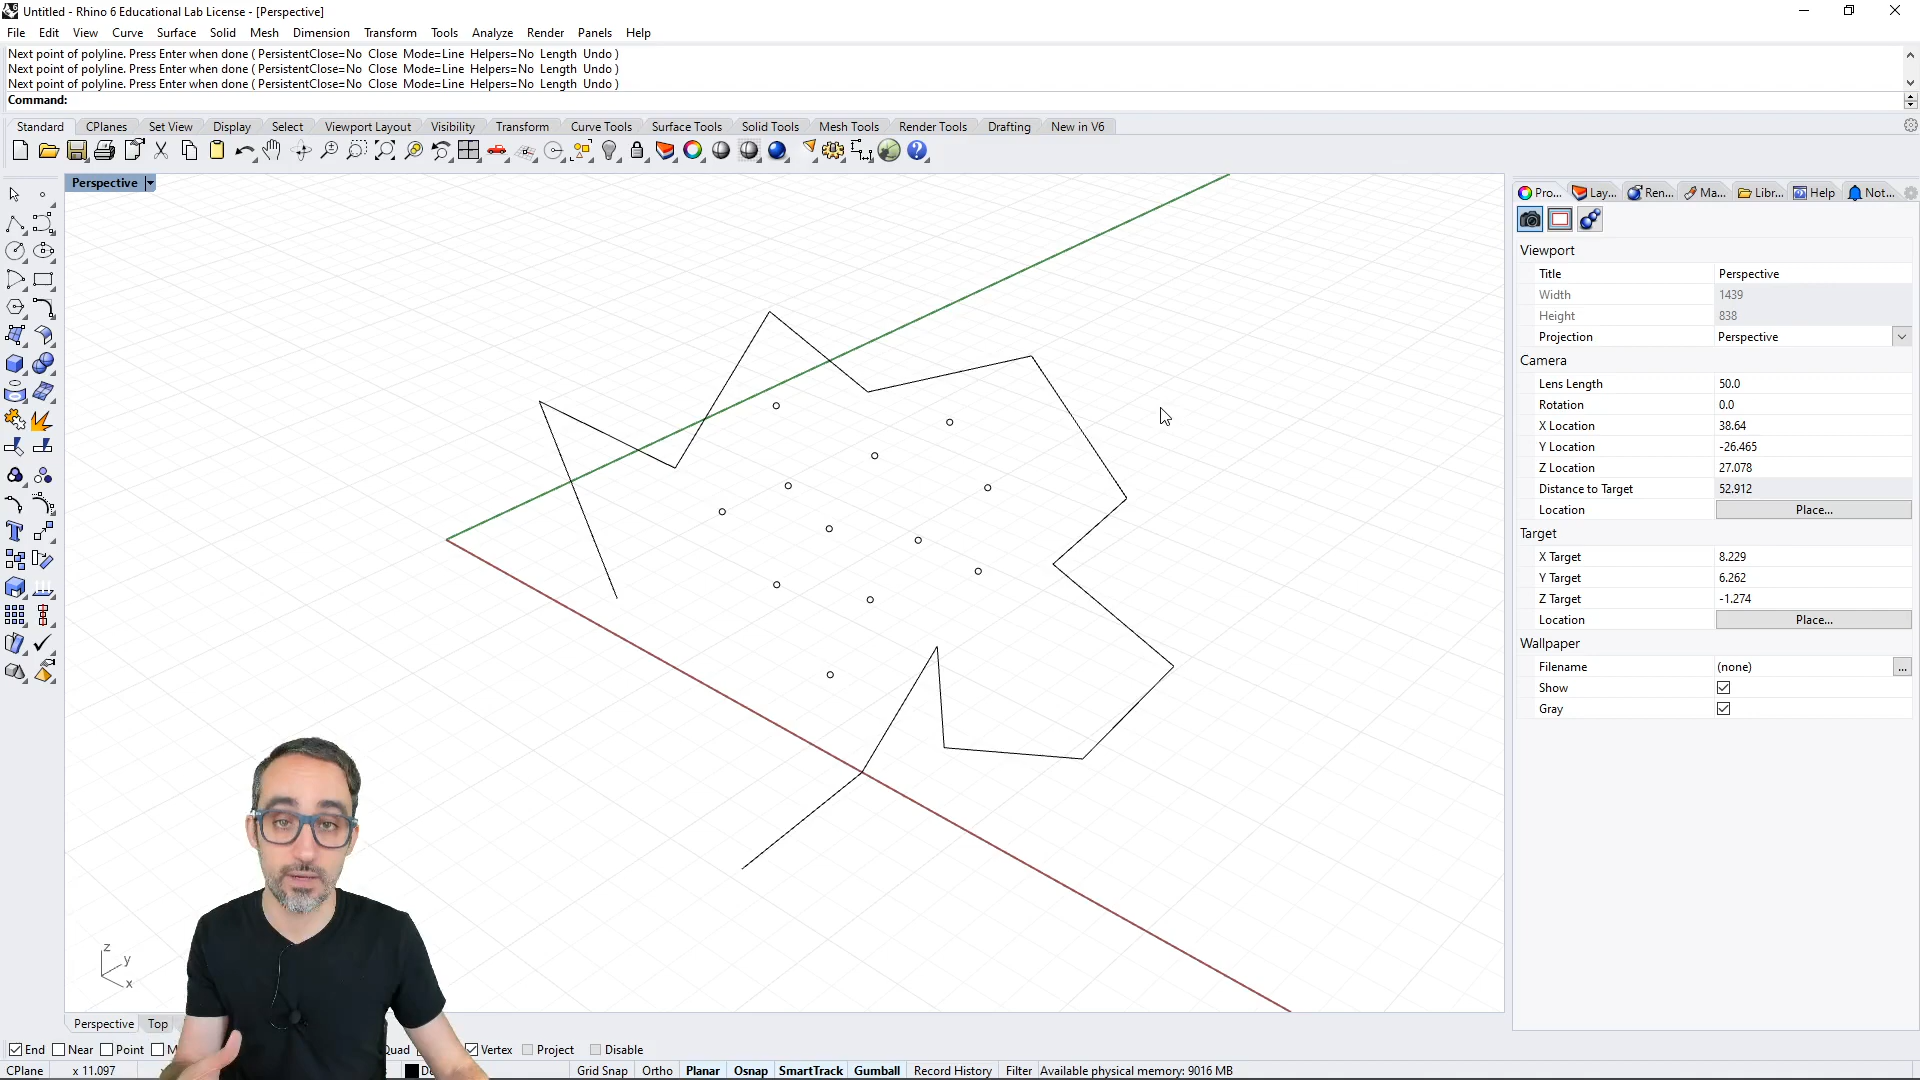 Untitled - Rhino 6 Educational Lab License - [Perspective]
File Edit View Curve Surface Solid Mesh Dimension Transform Tools Analyze Render Panels Help
Next point of polyline. Press Enter when done ( PersistentClose=No Close Mode=Line Helpers=No Length Undo )
Next point of polyline. Press Enter when done ( PersistentClose=No Close Mode=Line Helpers=No Length Undo )
Next point of polyline. Press Enter when done ( PersistentClose=No Close Mode=Line Helpers=No Length Undo )
Command:
Standard CPlanes Set View Display Select Viewport Layout Visibility Transform Curve Tools Surface Tools Solid Tools Mesh Tools Render Tools Drafting New in V6
Perspective
Pro... Lay... Ren... Ma... Libr... Help Not...
Viewport
Title Perspective
Width 1439
Height 838
Projection Perspective
Camera
Lens Length 50.0
Rotation 0.0
X Location 38.64
Y Location -26.465
Z Location 27.078
Distance to Target 52.912
Location Place...
Target
X Target 8.229
Y Target 6.262
Z Target -1.274
Location Place...
Wallpaper
Filename (none) ...
Show
Gray
z
y
x
Perspective Top
End Near Point Quad Vertex Project Disable
CPlane x 11.097 Grid Snap Ortho Planar Osnap SmartTrack Gumball Record History Filter Available physical memory: 9016 MB